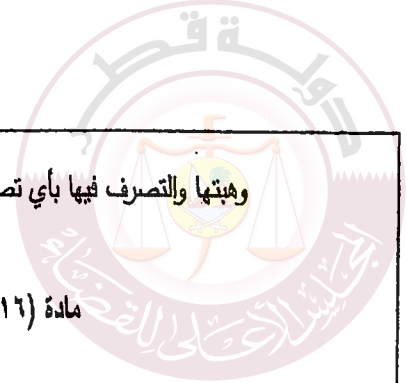 دولة قطر
وهبتها والتصرف فيها بأي تص
مادة (١٦
المجلس الأعلى للقضاء